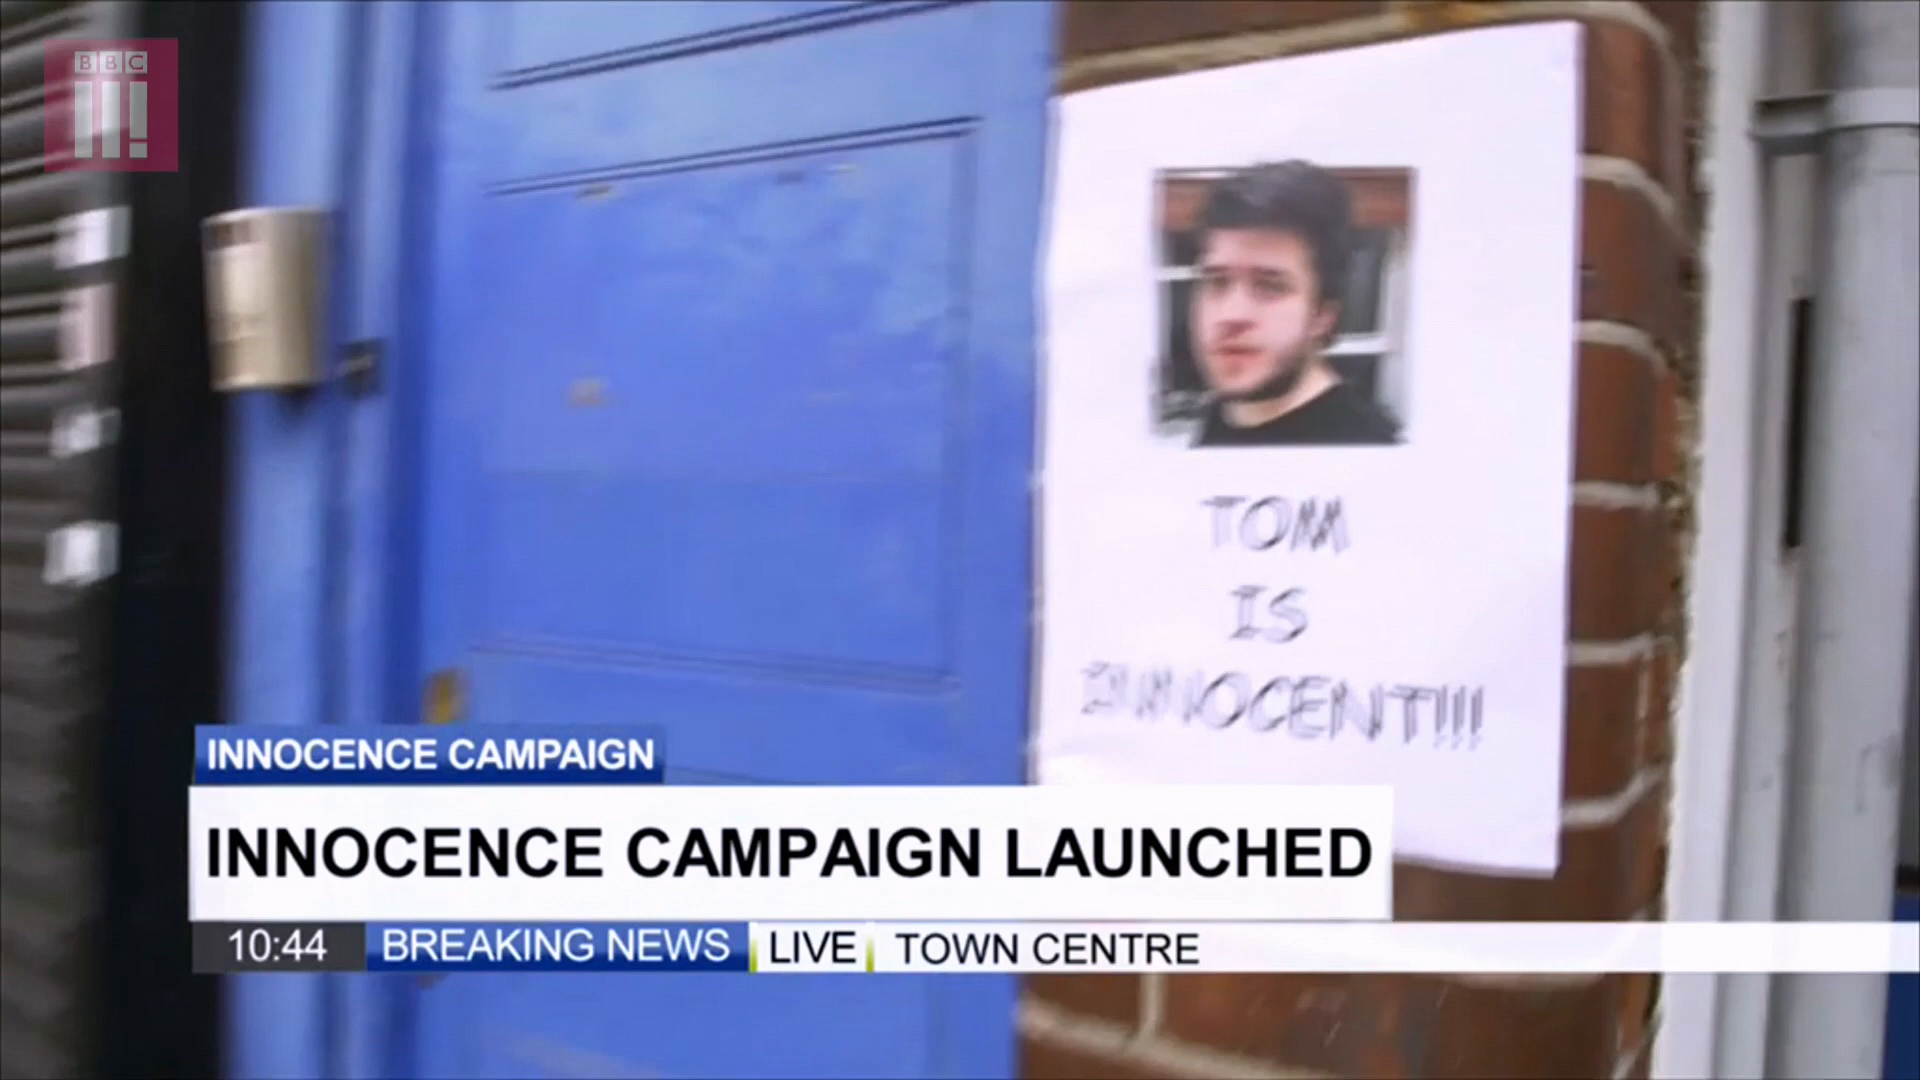 BBC
TOM
IS
INNOCENT!!!
INNOCENCE CAMPAIGN
INNOCENCE CAMPAIGN LAUNCHED
10:44 BREAKING NEWS LIVE TOWN CENTRE